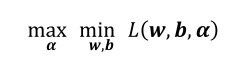 max min L(w, b, α)
α w,b